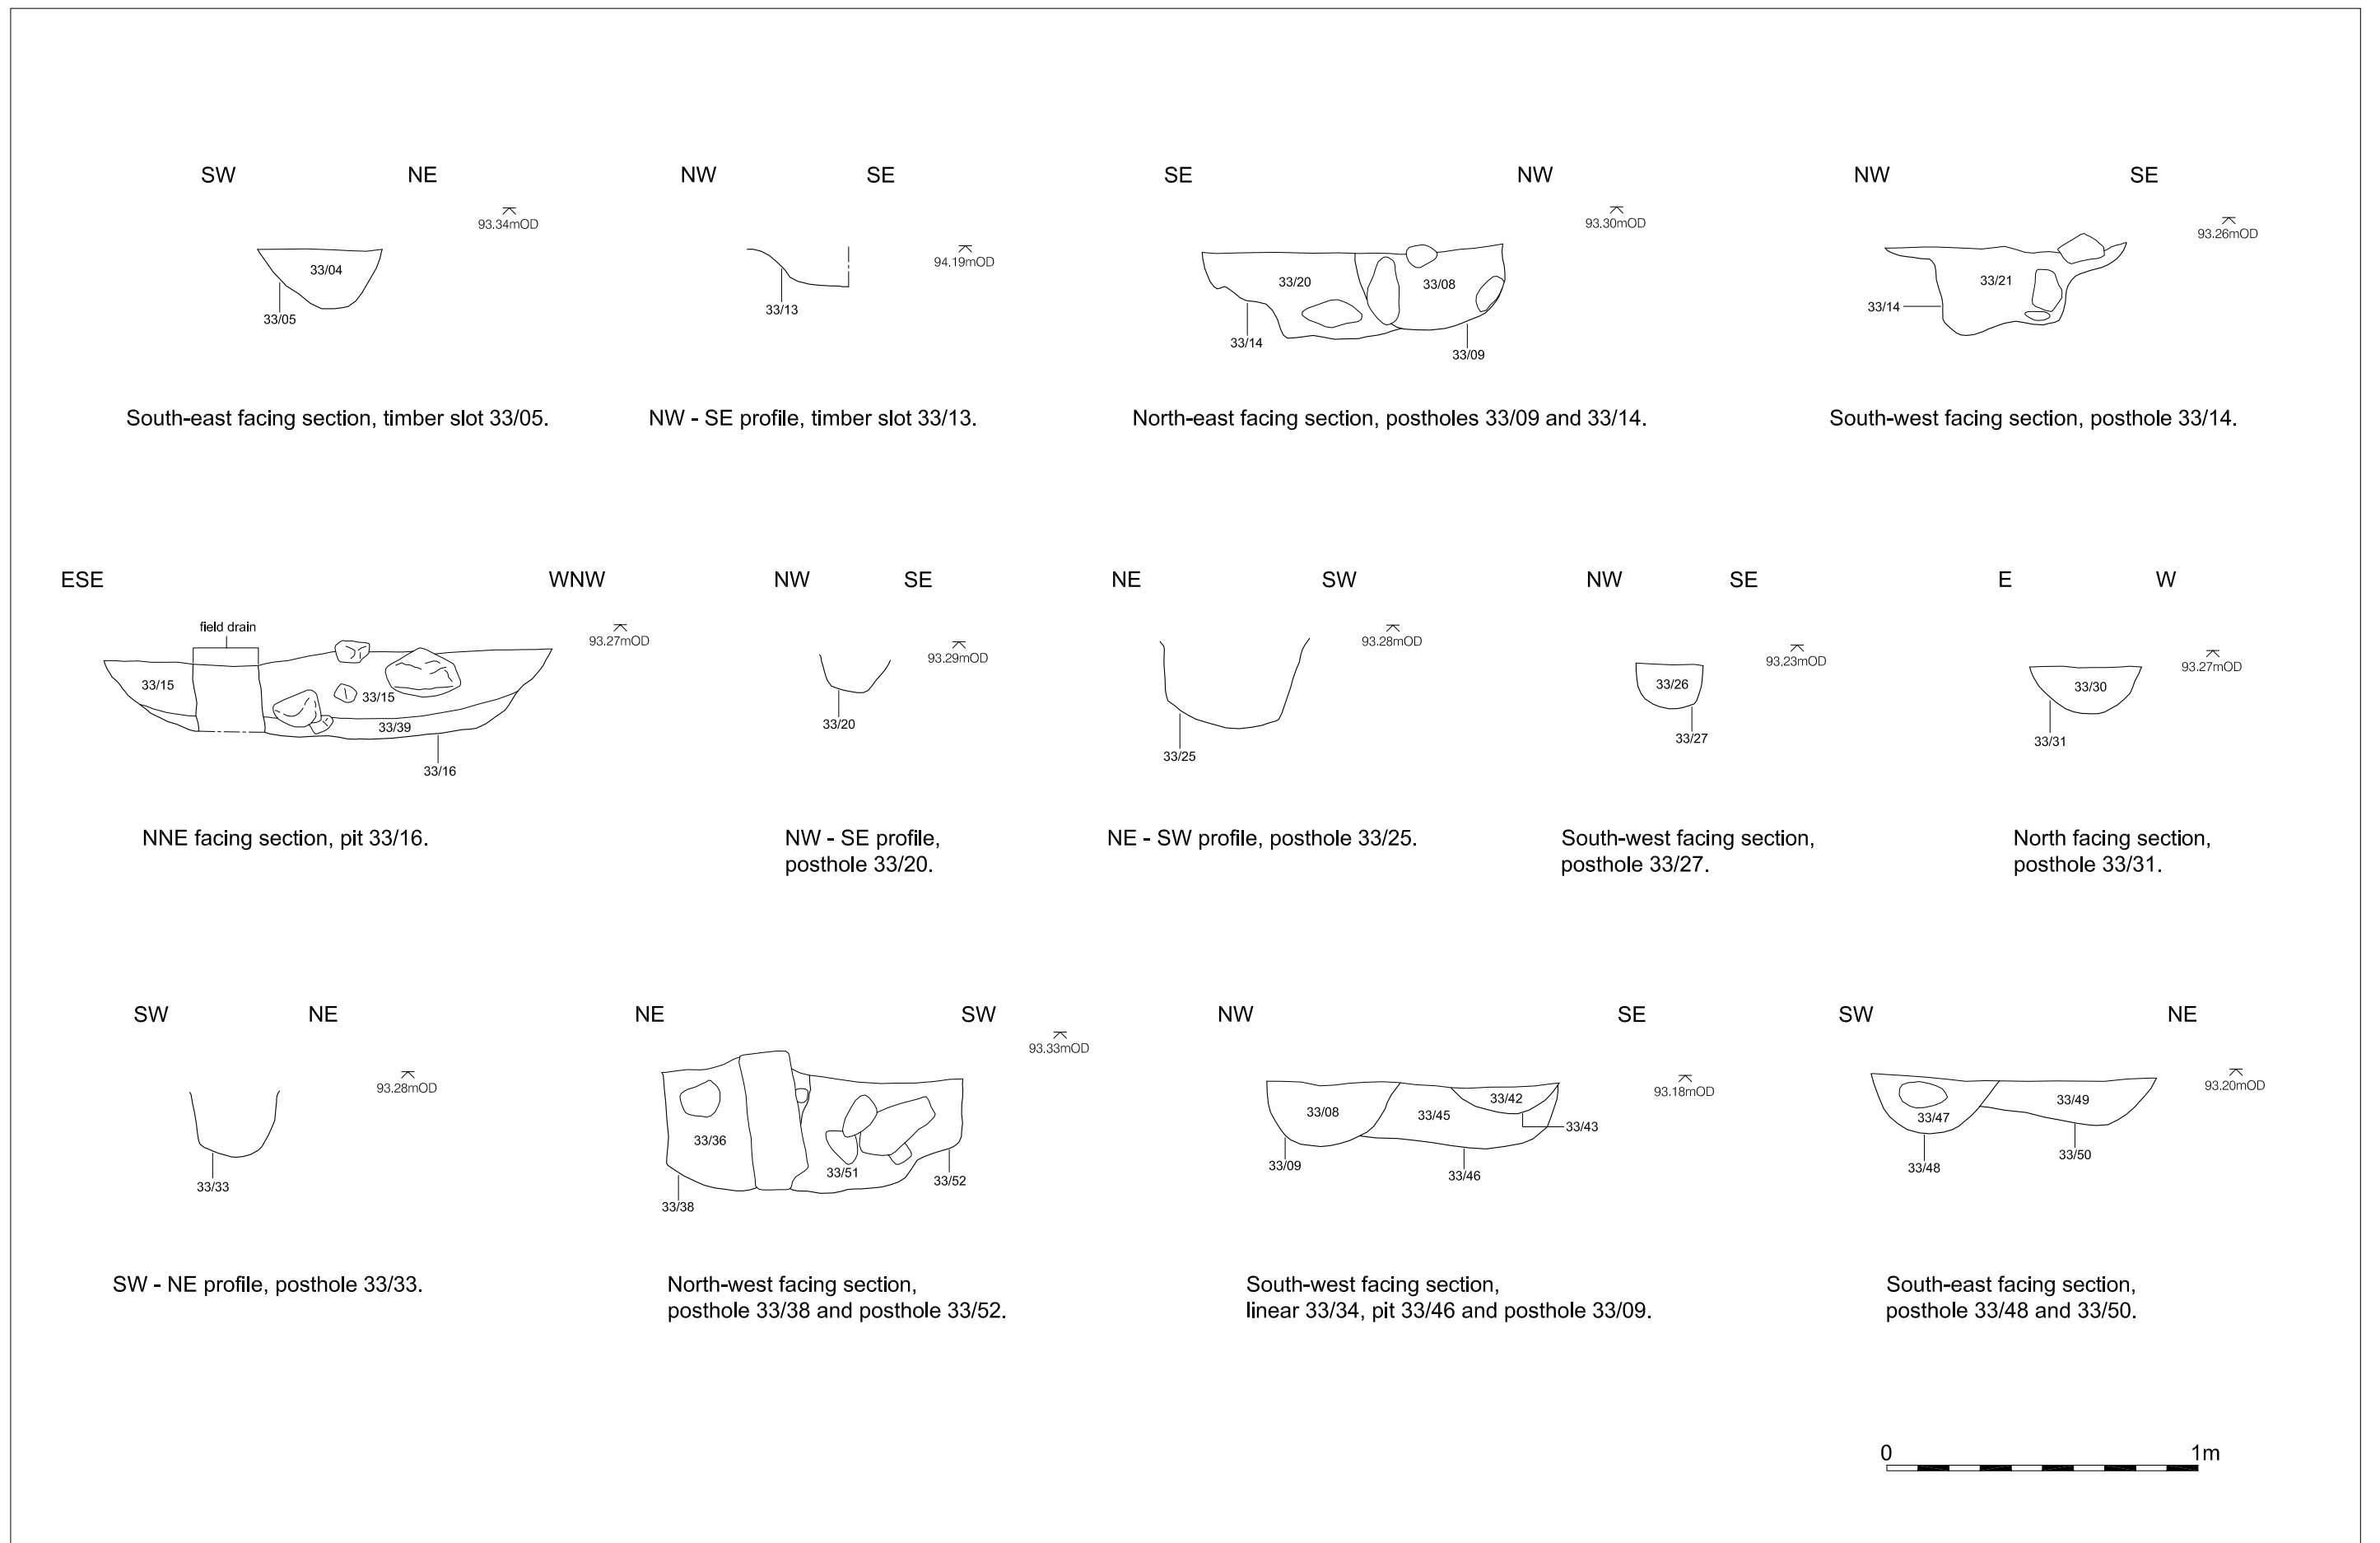 SW NE
93.34mOD
33/04
33/05
South-east facing section, timber slot 33/05.
NW SE
94.19mOD
33/13
NW - SE profile, timber slot 33/13.
SE NW
93.30mOD
33/20
33/08
33/14
33/09
North-east facing section, postholes 33/09 and 33/14.
NW SE
93.26mOD
33/21
33/14
South-west facing section, posthole 33/14.
ESE WNW
field drain
93.27mOD
33/15
33/15
33/39
33/16
NNE facing section, pit 33/16.
NW SE
93.29mOD
33/20
NW - SE profile,
posthole 33/20.
NE SW
93.28mOD
33/25
NE - SW profile, posthole 33/25.
NW SE
93.23mOD
33/26
33/27
South-west facing section,
posthole 33/27.
E W
93.27mOD
33/30
33/31
North facing section,
posthole 33/31.
SW NE
93.28mOD
33/33
SW - NE profile, posthole 33/33.
NE SW
93.33mOD
33/36
33/51
33/52
33/38
North-west facing section,
posthole 33/38 and posthole 33/52.
NW SE
93.18mOD
33/42
33/08
33/45
33/43
33/09
33/46
South-west facing section,
linear 33/34, pit 33/46 and posthole 33/09.
SW NE
93.20mOD
33/49
33/47
33/50
33/48
South-east facing section,
posthole 33/48 and 33/50.
0 1m